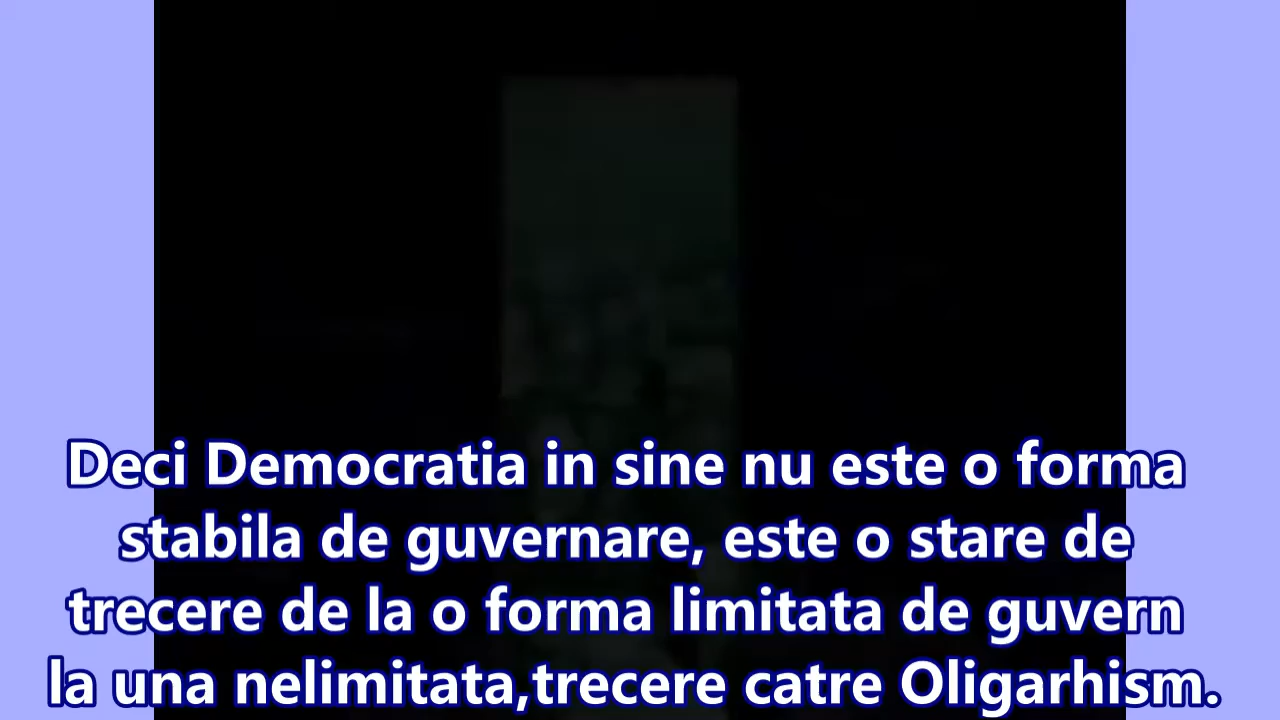 Deci Democratia in sine nu este o forma
stabila de guvernare, este o stare de
trecere de la o forma limitata de guvern
la una nelimitata,trecere catre Oligarhism.